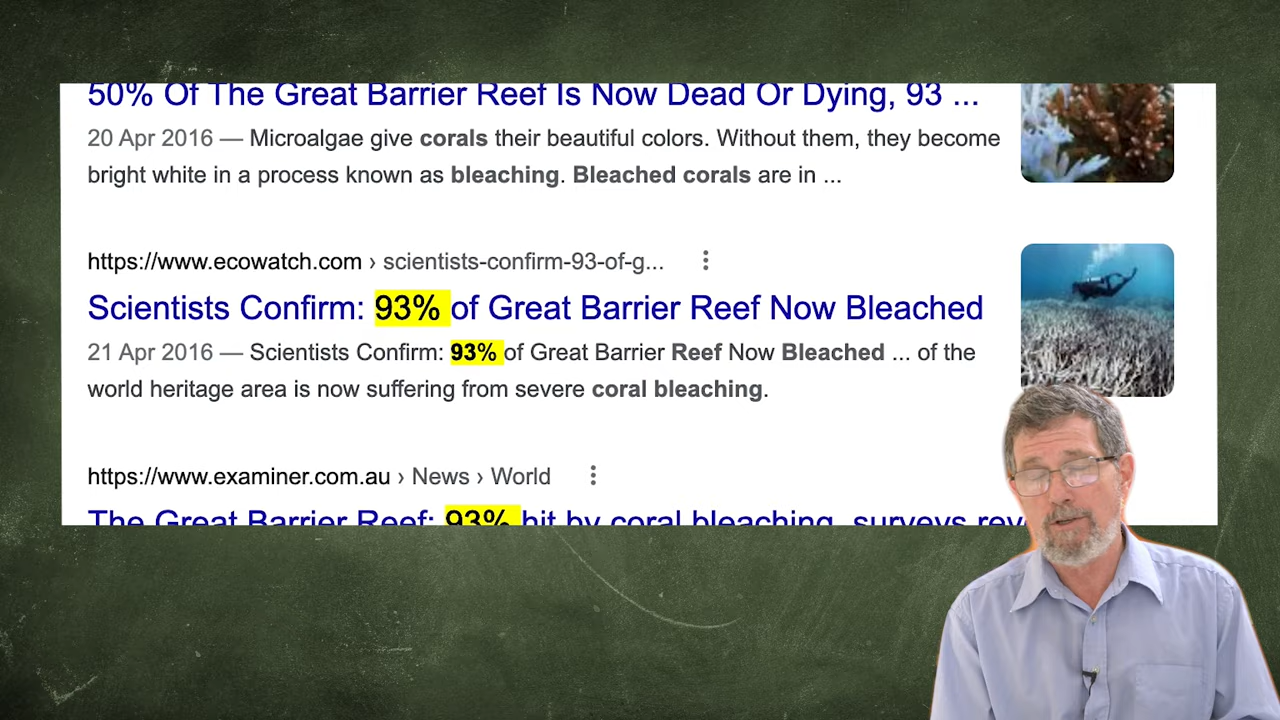 50% Of The Great Barrier Reef Is Now Dead Or Dying, 93 ...
20 Apr 2016 — Microalgae give corals their beautiful colors. Without them, they become
bright white in a process known as bleaching. Bleached corals are in ...
https://www.ecowatch.com › scientists-confirm-93-of-g...
Scientists Confirm: 93% of Great Barrier Reef Now Bleached
21 Apr 2016 — Scientists Confirm: 93% of Great Barrier Reef Now Bleached ... of the
world heritage area is now suffering from severe coral bleaching.
https://www.examiner.com.au › News › World
The Great Barrier Reef: 93% hit by coral bleaching, surveys